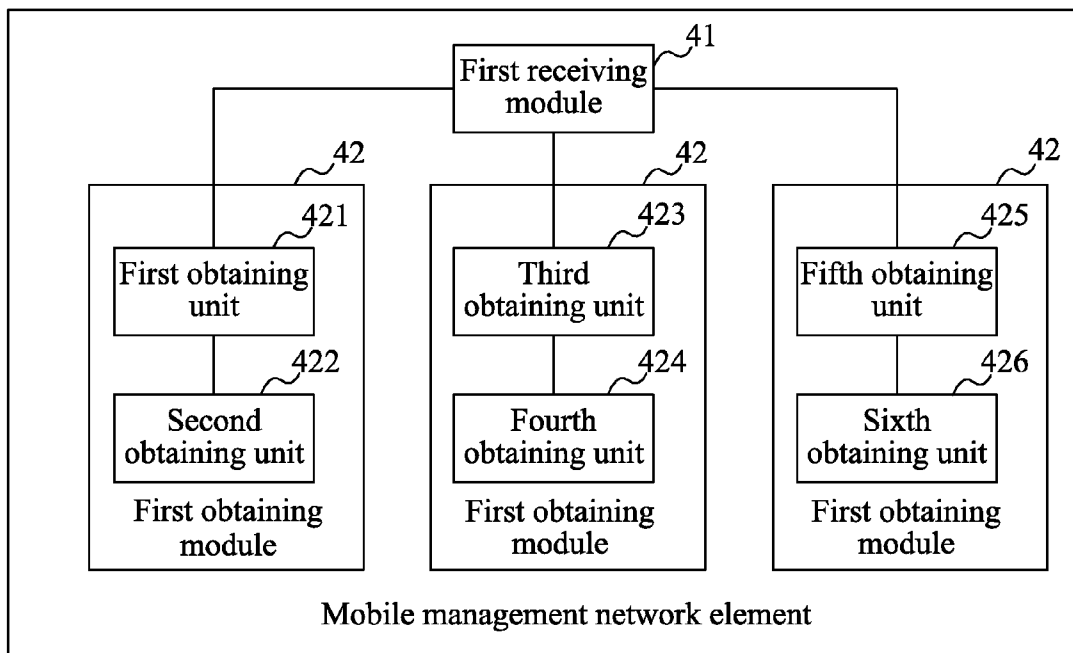 41
First receiving
module
42
42
42
421
423
425
First obtaining
unit
Third
obtaining unit
Fifth obtaining
unit
422
424
426
Second
obtaining unit
Fourth
obtaining unit
Sixth
obtaining unit
First obtaining
module
First obtaining
module
First obtaining
module
Mobile management network element